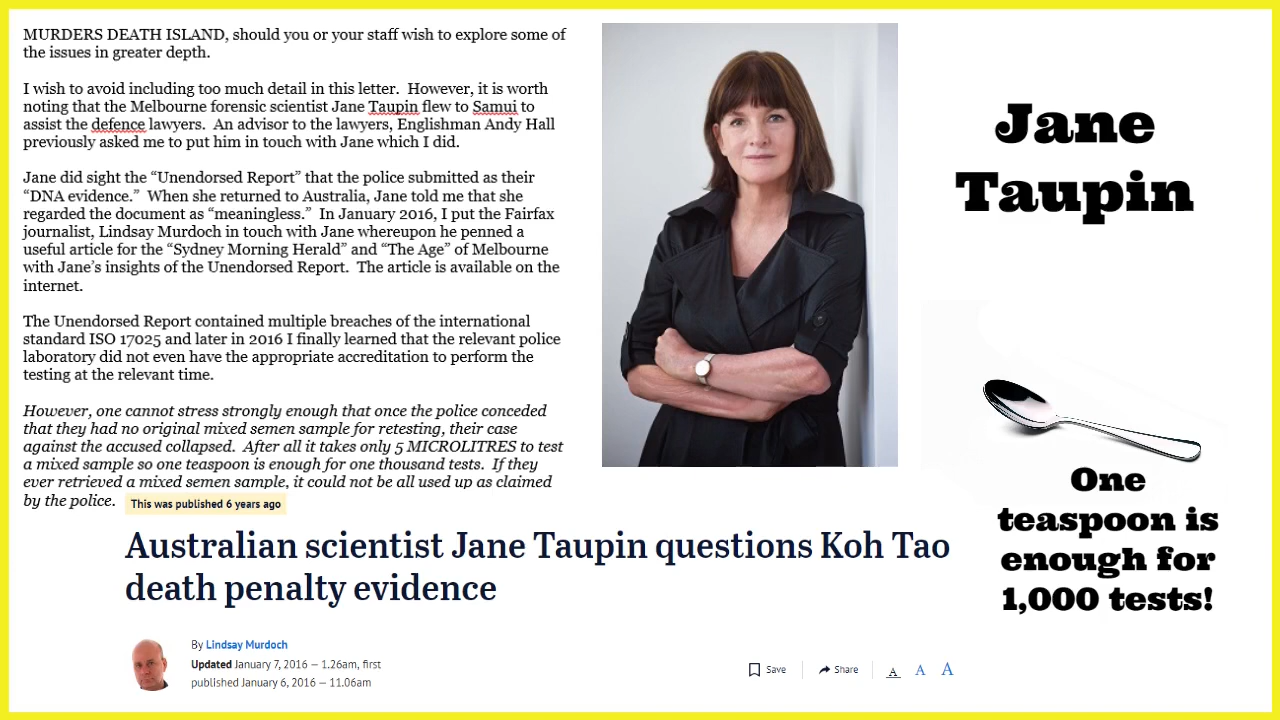 MURDERS DEATH ISLAND, should you or your staff wish to explore some of
the issues in greater depth.
I wish to avoid including too much detail in this letter.  However, it is worth
noting that the Melbourne forensic scientist Jane Taupin flew to Samui to
assist the defence lawyers.  An advisor to the lawyers, Englishman Andy Hall
previously asked me to put him in touch with Jane which I did.
Jane did sight the “Unendorsed Report” that the police submitted as their
“DNA evidence.”  When she returned to Australia, Jane told me that she
regarded the document as “meaningless.”  In January 2016, I put the Fairfax
journalist, Lindsay Murdoch in touch with Jane whereupon he penned a
useful article for the “Sydney Morning Herald” and “The Age” of Melbourne
with Jane’s insights of the Unendorsed Report.  The article is available on the
internet.
The Unendorsed Report contained multiple breaches of the international
standard ISO 17025 and later in 2016 I finally learned that the relevant police
laboratory did not even have the appropriate accreditation to perform the
testing at the relevant time.
However, one cannot stress strongly enough that once the police conceded
that they had no original mixed semen sample for retesting, their case
against the accused collapsed.  After all it takes only 5 MICROLITRES to test
a mixed sample so one teaspoon is enough for one thousand tests.  If they
ever retrieved a mixed semen sample, it could not be all used up as claimed
by the police.
Jane
Taupin
One
teaspoon is
enough for
1,000 tests!
This was published 6 years ago
Australian scientist Jane Taupin questions Koh Tao
death penalty evidence
By Lindsay Murdoch
Updated January 7, 2016 — 1.26am, first
published January 6, 2016 — 11.06am
Save
Share
A
A
A